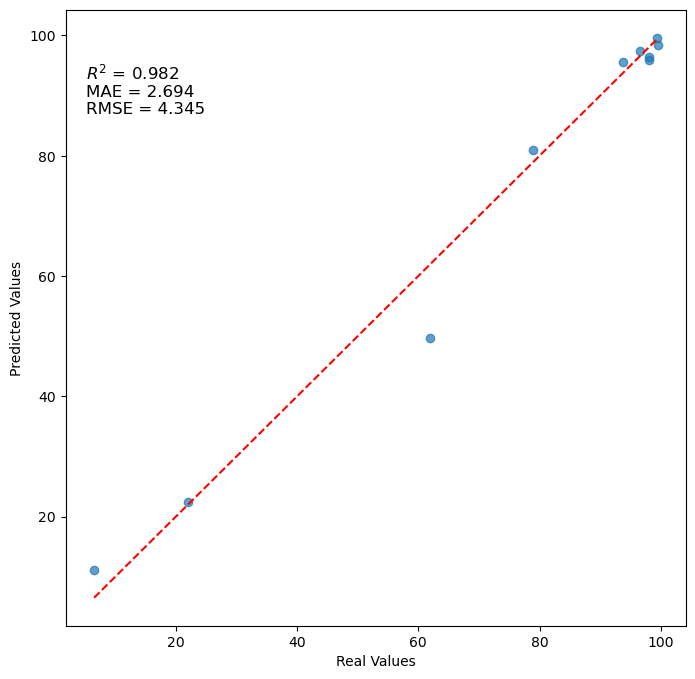 100
80
60
40
20
R² = 0.982
MAE = 2.694
RMSE = 4.345
Predicted Values
20 40 60 80 100
Real Values